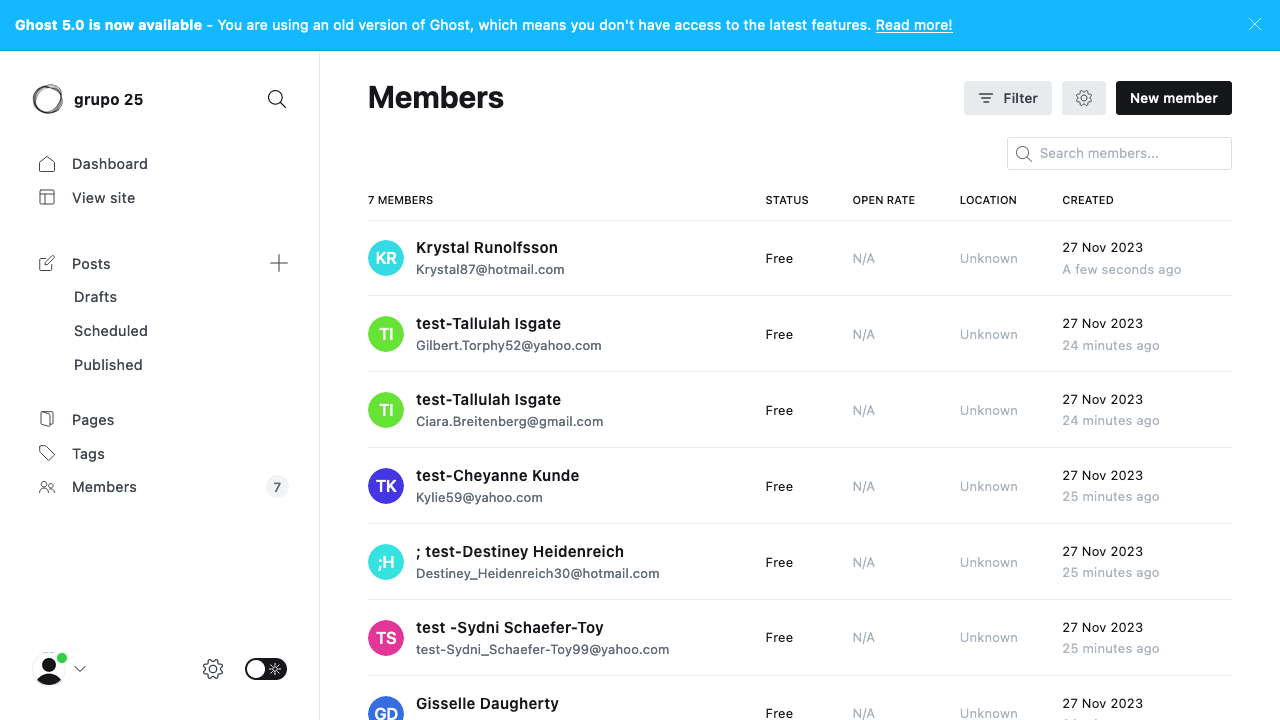 Ghost 5.0 is now available - You are using an old version of Ghost, which means you don't have access to the latest features. Read more!
grupo 25
Dashboard
View site
Posts
Drafts
Scheduled
Published
Pages
Tags
Members 7
Members
Filter
New member
Search members...
7 MEMBERS STATUS OPEN RATE LOCATION CREATED
KR Krystal Runolfsson Krystal87@hotmail.com Free N/A Unknown 27 Nov 2023 A few seconds ago
TI test-Tallulah Isgate Gilbert.Torphy52@yahoo.com Free N/A Unknown 27 Nov 2023 24 minutes ago
TI test-Tallulah Isgate Ciara.Breitenberg@gmail.com Free N/A Unknown 27 Nov 2023 24 minutes ago
TK test-Cheyanne Kunde Kylie59@yahoo.com Free N/A Unknown 27 Nov 2023 25 minutes ago
;H ; test-Destiney Heidenreich Destiney_Heidenreich30@hotmail.com Free N/A Unknown 27 Nov 2023 25 minutes ago
TS test -Sydni Schaefer-Toy test-Sydni_Schaefer-Toy99@yahoo.com Free N/A Unknown 27 Nov 2023 25 minutes ago
GD Gisselle Daugherty Free N/A Unknown 27 Nov 2023